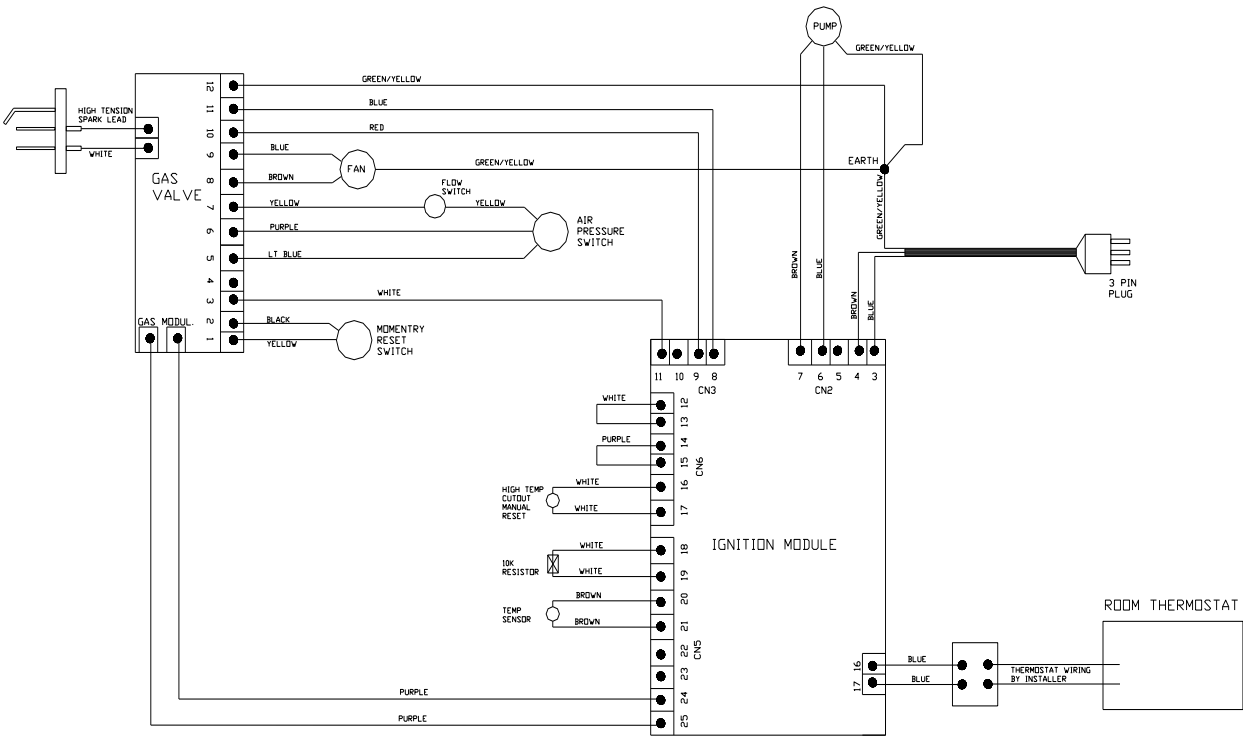 PUMP
GREEN/YELLOW
12
GREEN/YELLOW
11
BLUE
HIGH TENSION
SPARK LEAD
10
RED
WHITE
9
BLUE
FAN
GREEN/YELLOW
EARTH
GAS
VALVE
8
BROWN
FLOW
SWITCH
GREEN/YELLOW
7
YELLOW
YELLOW
6
PURPLE
AIR
PRESSURE
SWITCH
5
LT BLUE
BROWN
BLUE
4
3 PIN
PLUG
3
WHITE
BROWN
BLUE
GAS MODUL.
2
BLACK
MOMENTRY
RESET
SWITCH
1
YELLOW
11 10 9 8
CN3
7 6 5 4 3
CN2
WHITE
12
13
PURPLE
14
15
CN6
HIGH TEMP
CUTOUT
MANUAL
RESET
WHITE
16
WHITE
17
IGNITION MODULE
10K
RESISTOR
WHITE
18
WHITE
19
TEMP
SENSOR
BROWN
20
BROWN
21
CN5
22
23
24
25
PURPLE
PURPLE
ROOM THERMOSTAT
16
BLUE
17
BLUE
THERMOSTAT WIRING
BY INSTALLER